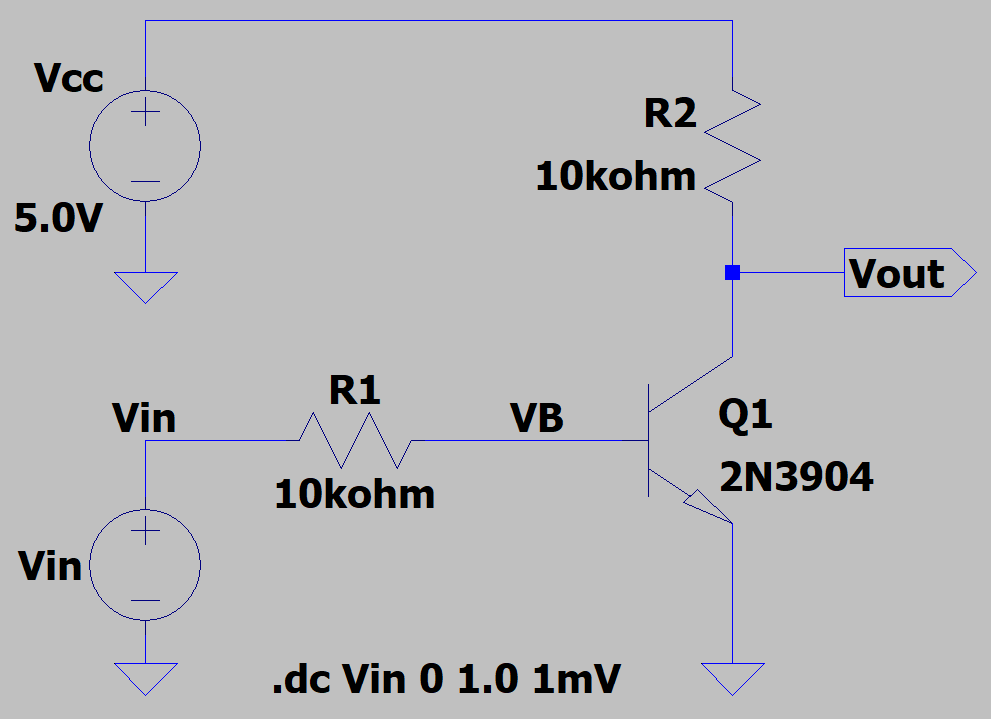 Vcc
5.0V
R2
10kohm
Vout
Vin
R1
10kohm
VB
Q1
2N3904
Vin
.dc Vin 0 1.0 1mV